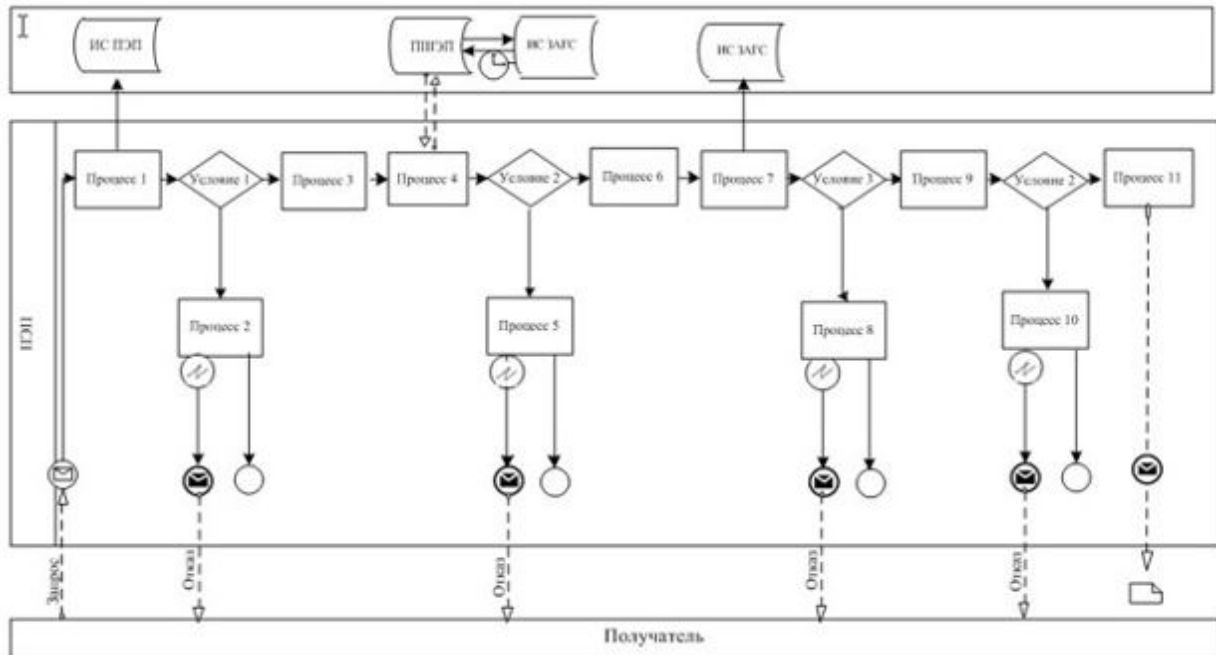 ИС ПЭП
ППГЭП
ИС ЗАГС
ИС ЗАГС
ПЭП
Процесс 1
Условие 1
Процесс 3
Процесс 4
Условие 2
Процесс 6
Процесс 7
Условие 3
Процесс 9
Условие 2
Процесс 11
Процесс 2
Процесс 5
Процесс 8
Процесс 10
Запрос
Отказ
Отказ
Отказ
Отказ
Получатель